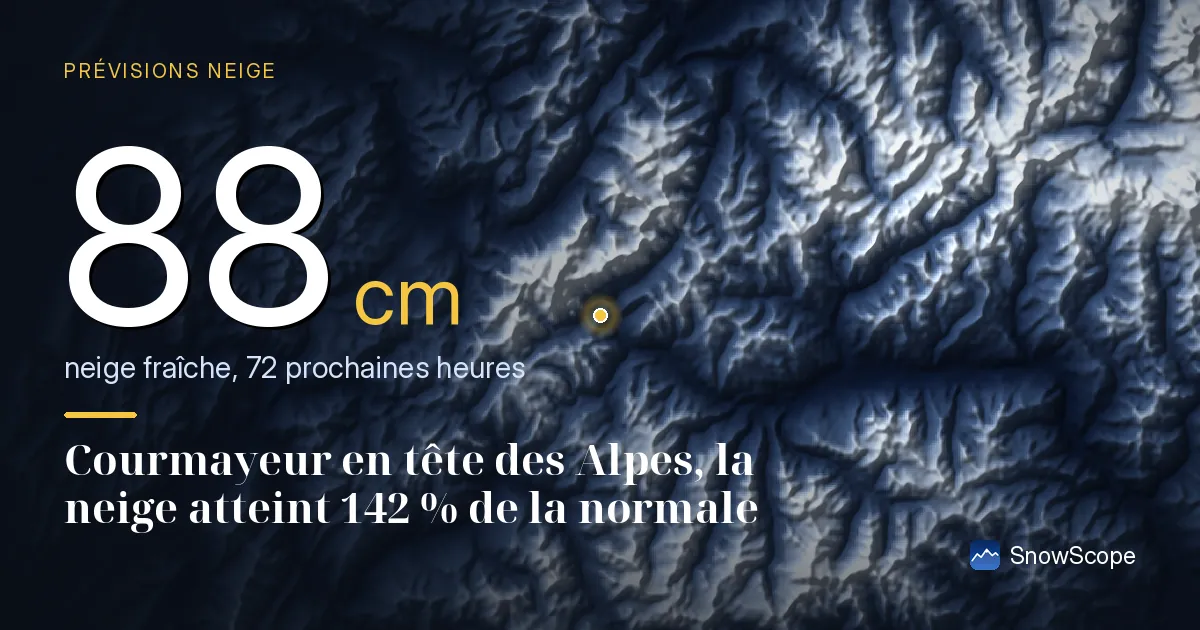 PRÉVISIONS NEIGE
88 cm
neige fraîche, 72 prochaines heures
Courmayeur en tête des Alpes, la
neige atteint 142 % de la normale
SnowScope